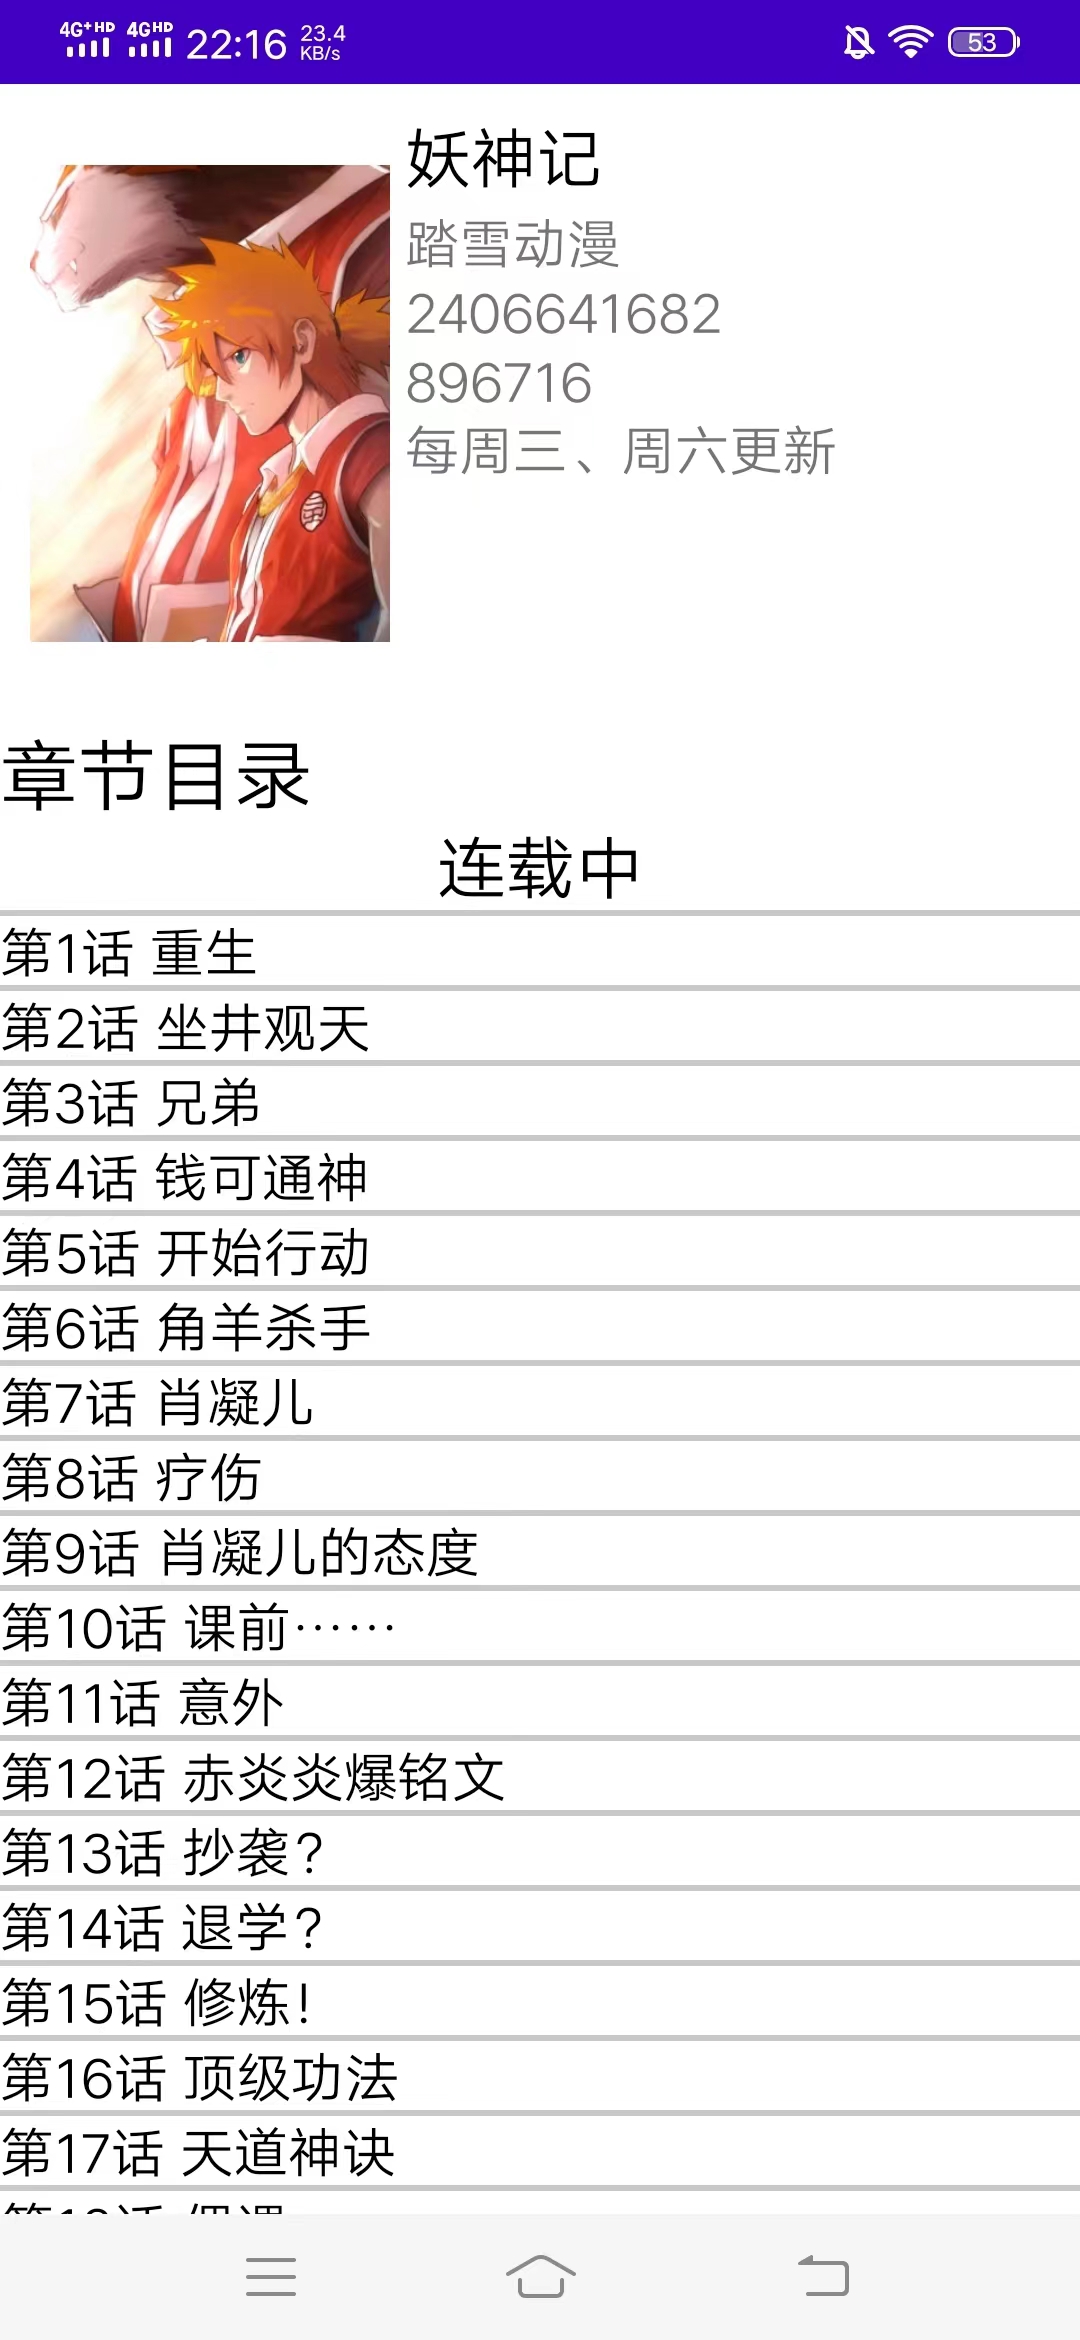 4G+HD 4GHD 22:16 23.4 KB/s 53
妖神记
踏雪动漫
2406641682
896716
每周三、周六更新
章节目录
连载中
第1话 重生
第2话 坐井观天
第3话 兄弟
第4话 钱可通神
第5话 开始行动
第6话 角羊杀手
第7话 肖凝儿
第8话 疗伤
第9话 肖凝儿的态度
第10话 课前……
第11话 意外
第12话 赤炎炎爆铭文
第13话 抄袭？
第14话 退学？
第15话 修炼！
第16话 顶级功法
第17话 天道神诀